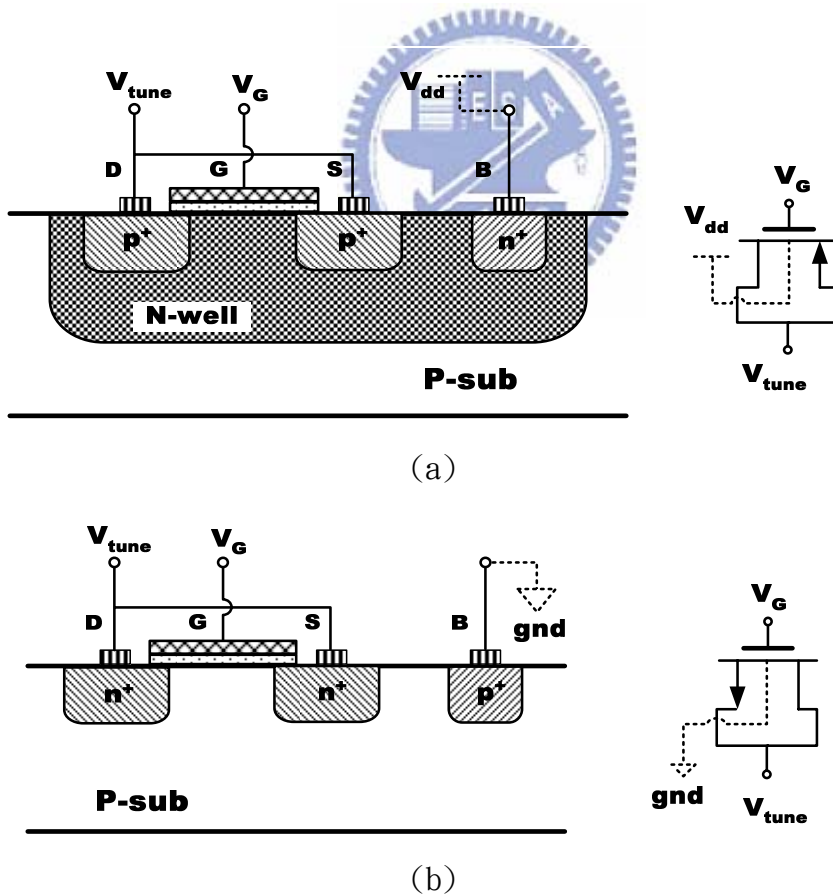 V_tune V_G V_dd
D G S B
p+ p+ n+
N-well
P-sub
V_G
V_dd
V_tune
(a)
V_tune V_G
D G S B
gnd
n+ n+ p+
P-sub
V_G
gnd
V_tune
(b)